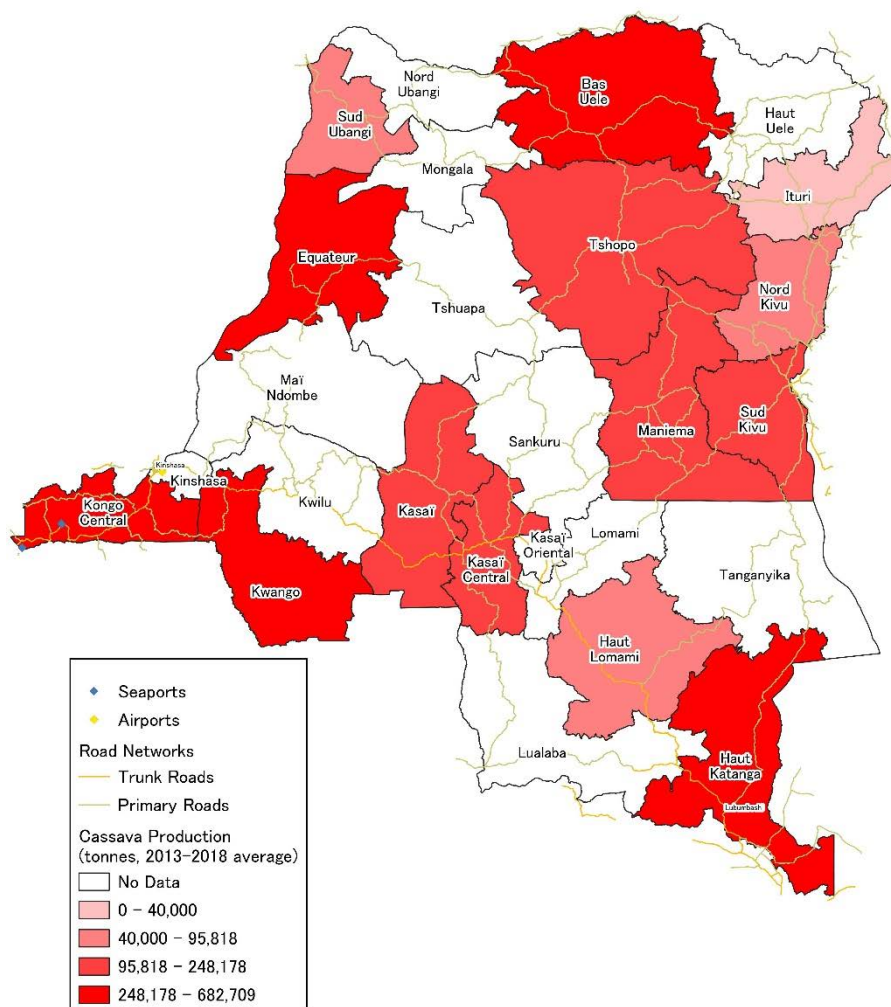 Nord
Ubangi
Bas
Uele
Haut
Uele
Sud
Ubangi
Mongala
Ituri
Tshopo
Equateur
Nord
Kivu
Tshuapa
Maï
Ndombe
Sankuru
Maniema
Sud
Kivu
Kinshasa
Kinshasa
Kongo
Central
Kwilu
Kasaï
Kasaï
Oriental
Lomami
Kasaï
Central
Kwango
Tanganyika
Haut
Lomami
Lualaba
Haut
Katanga
Lubumbash
Seaports
Airports
Road Networks
Trunk Roads
Primary Roads
Cassava Production
(tonnes, 2013-2018 average)
No Data
0 - 40,000
40,000 - 95,818
95,818 - 248,178
248,178 - 682,709